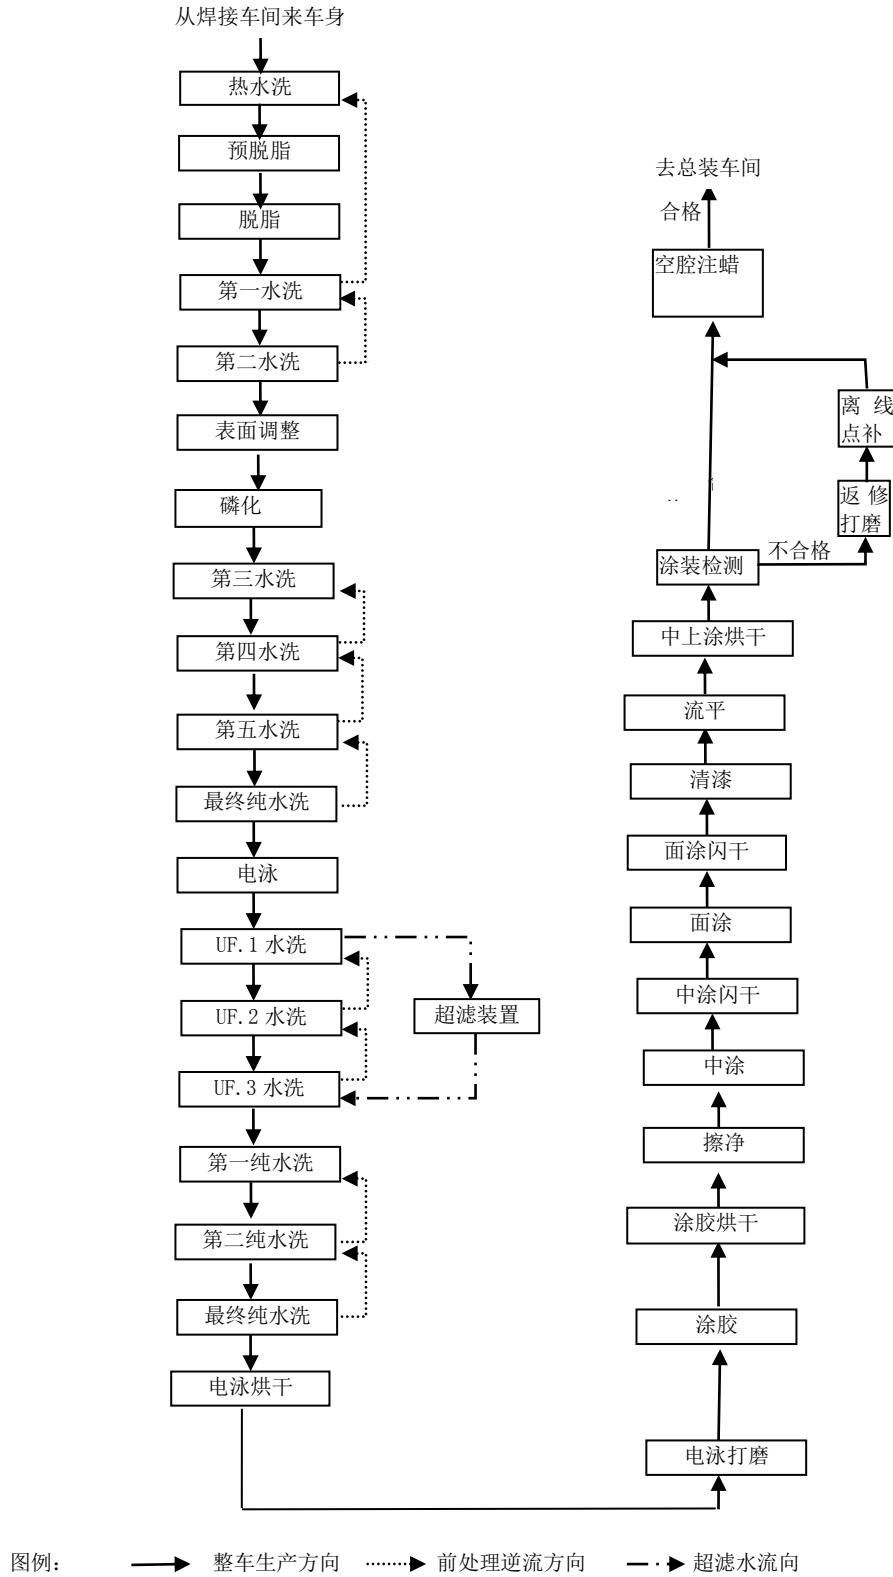 从焊接车间来车身
热水洗
预脱脂
脱脂
第一水洗
第二水洗
表面调整
磷化
第三水洗
第四水洗
第五水洗
最终纯水洗
电泳
UF.1 水洗
UF.2 水洗
超滤装置
UF.3 水洗
第一纯水洗
第二纯水洗
最终纯水洗
电泳烘干
去总装车间
合格
空腔注蜡
离 线
点补
返 修
打磨
不合格
涂装检测
中上涂烘干
流平
清漆
面涂闪干
面涂
中涂闪干
中涂
擦净
涂胶烘干
涂胶
电泳打磨
图例： 整车生产方向 前处理逆流方向 超滤水流向